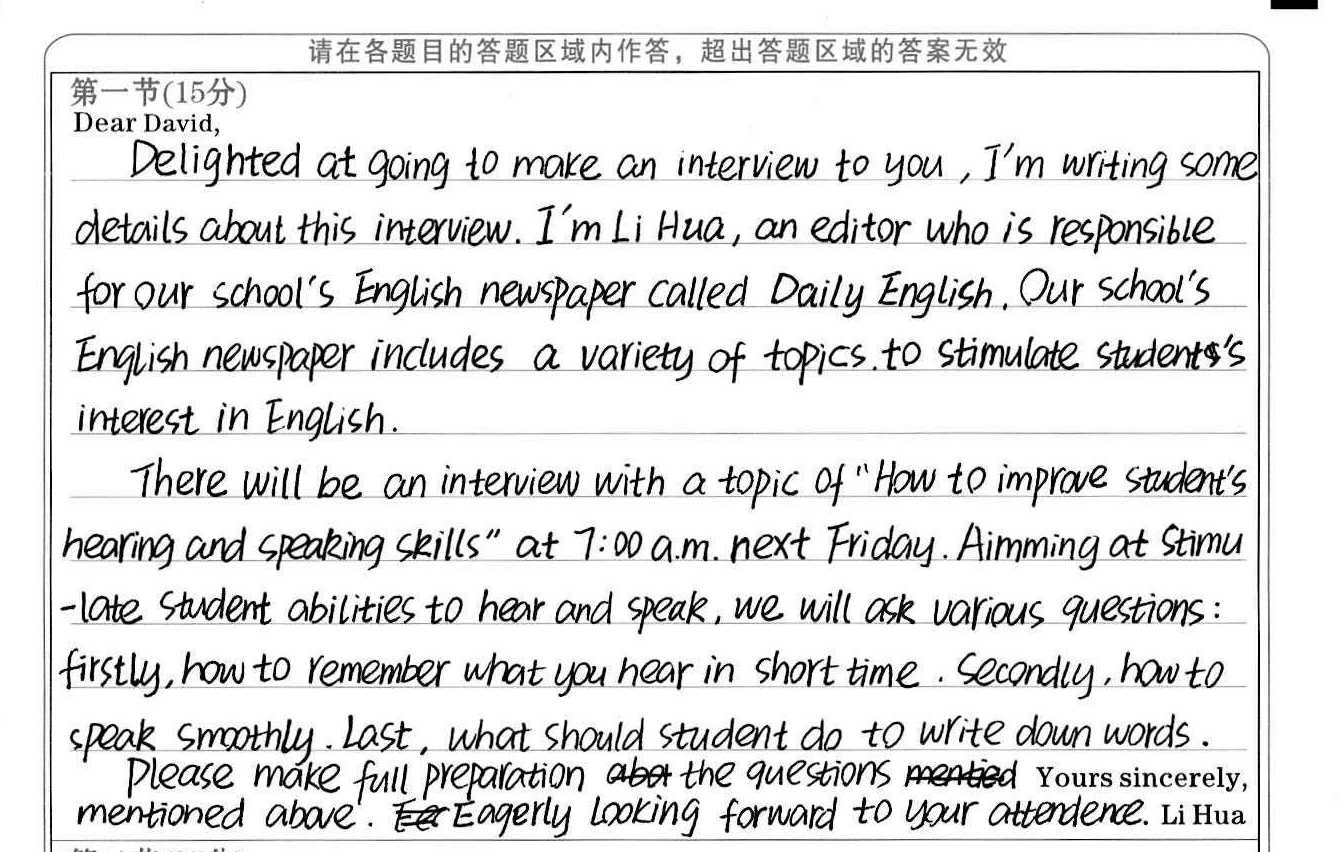 请在各题目的答题区域内作答，超出答题区域的答案无效
第一节(15分)
Dear David,
Delighted at going to make an interview to you, I'm writing some
details about this interview. I'm Li Hua, an editor who is responsible
for our school's English newspaper called Daily English. Our school's
English newspaper includes a variety of topics.to stimulate students's
interest in English.
There will be an interview with a topic of "How to improve student's
hearing and speaking skills" at 7:00 a.m. next Friday. Aimming at Stimu
-late student abilities to hear and speak, we will ask various questions:
firstly, how to remember what you hear in short time. Secondly, how to
speak smoothly. Last, what should student do to write down words.
Please make full preparation the questions Yours sincerely,
mentioned above. Eagerly looking forward to your attendence. Li Hua